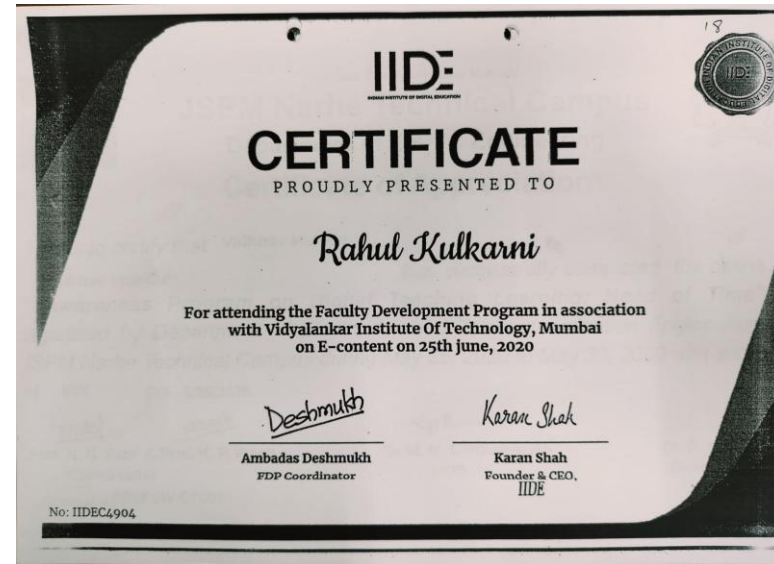 18
IIDE
INDIAN INSTITUTE OF DIGITAL EDUCATION
CERTIFICATE
PROUDLY PRESENTED TO
Rahul Kulkarni
For attending the Faculty Development Program in association
with Vidyalankar Institute Of Technology, Mumbai
on E-content on 25th june, 2020
Deshmukh
Karan Shah
Ambadas Deshmukh
Karan Shah
FDP Coordinator
Founder & CEO,
IIDE
No: IIDEC4904